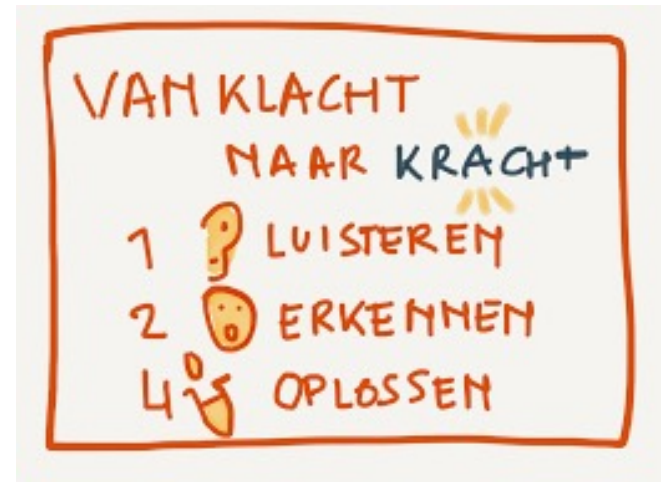 VAN KLACHT
NAAR KRACHT
1 LUISTEREN
2 ERKENNEN
4 OPLOSSEN